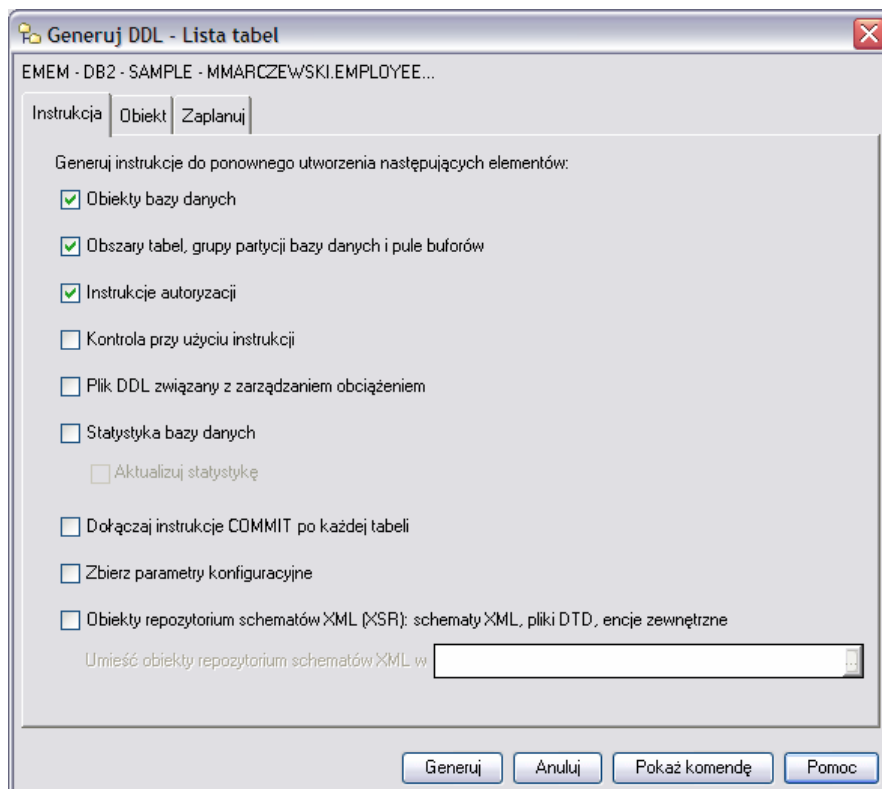 Generuj DDL - Lista tabel
EMEM - DB2 - SAMPLE - MMARCZEWSKI.EMPLOYEE...
Instrukcja Obiekt Zaplanuj
Generuj instrukcje do ponownego utworzenia następujących elementów:
Obiekty bazy danych
Obszary tabel, grupy partycji bazy danych i pule buforów
Instrukcje autoryzacji
Kontrola przy użyciu instrukcji
Plik DDL związany z zarządzaniem obciążeniem
Statystyka bazy danych
Aktualizuj statystykę
Dołączaj instrukcje COMMIT po każdej tabeli
Zbierz parametry konfiguracyjne
Obiekty repozytorium schematów XML (XSR): schematy XML, pliki DTD, encje zewnętrzne
Umieść obiekty repozytorium schematów XML w ...
Generuj Anuluj Pokaż komendę Pomoc